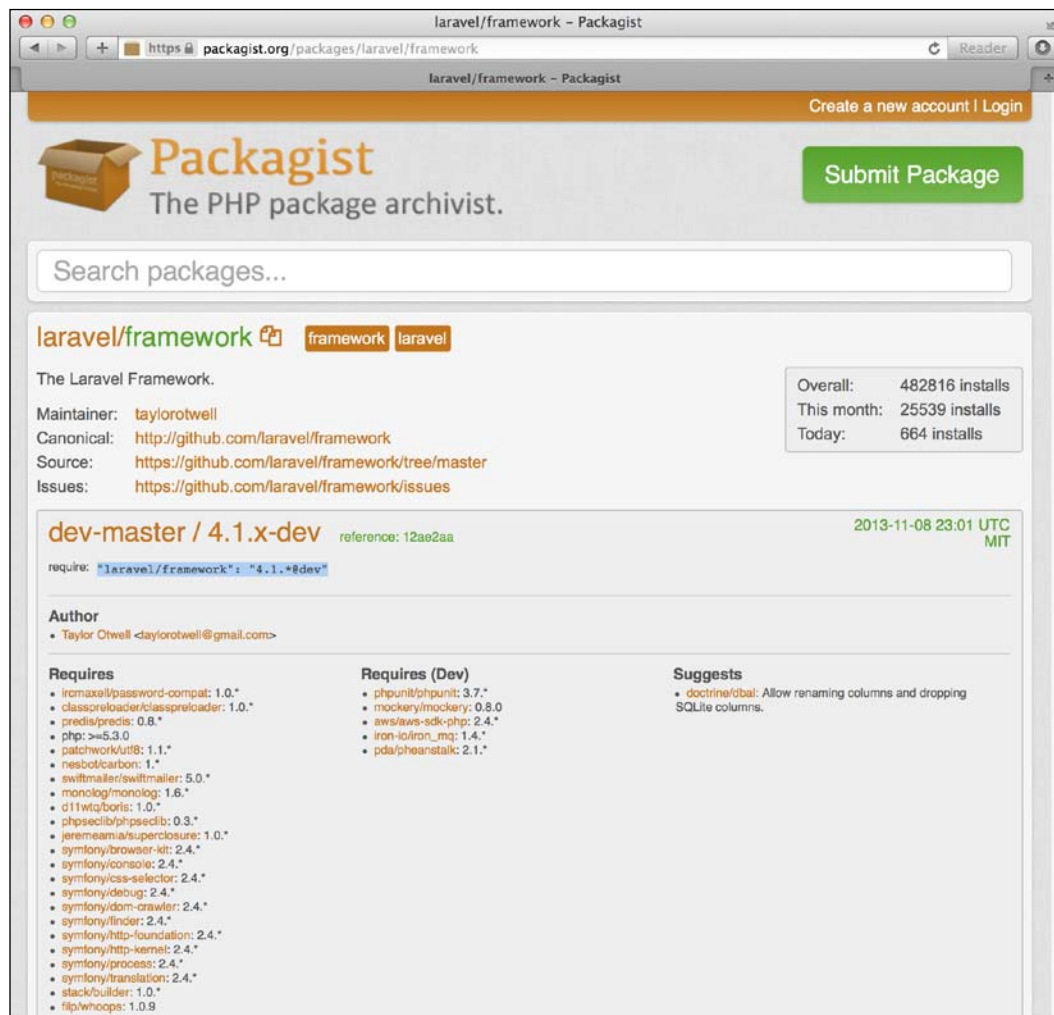 laravel/framework – Packagist
https packagist.org/packages/laravel/framework Reader
laravel/framework – Packagist
Create a new account | Login
packagist
Packagist
The PHP package archivist.
Submit Package
Search packages...
laravel/framework framework laravel
The Laravel Framework.
Maintainer: taylorotwell
Canonical: http://github.com/laravel/framework
Source: https://github.com/laravel/framework/tree/master
Issues: https://github.com/laravel/framework/issues
Overall: 482816 installs
This month: 25539 installs
Today: 664 installs
dev-master / 4.1.x-dev reference: 12ae2aa
2013-11-08 23:01 UTC
MIT
require: "laravel/framework": "4.1.*@dev"
Author
• Taylor Otwell <taylorotwell@gmail.com>
Requires
• ircmaxell/password-compat: 1.0.*
• classpreloader/classpreloader: 1.0.*
• predis/predis: 0.8.*
• php: >=5.3.0
• patchwork/utf8: 1.1.*
• nesbot/carbon: 1.*
• swiftmailer/swiftmailer: 5.0.*
• monolog/monolog: 1.6.*
• d11wtq/boris: 1.0.*
• phpseclib/phpseclib: 0.3.*
• jeremeamia/superclosure: 1.0.*
• symfony/browser-kit: 2.4.*
• symfony/console: 2.4.*
• symfony/css-selector: 2.4.*
• symfony/debug: 2.4.*
• symfony/dom-crawler: 2.4.*
• symfony/finder: 2.4.*
• symfony/http-foundation: 2.4.*
• symfony/http-kernel: 2.4.*
• symfony/process: 2.4.*
• symfony/translation: 2.4.*
• stack/builder: 1.0.*
• filp/whoops: 1.0.9
Requires (Dev)
• phpunit/phpunit: 3.7.*
• mockery/mockery: 0.8.0
• aws/aws-sdk-php: 2.4.*
• iron-io/iron_mq: 1.4.*
• pda/pheanstalk: 2.1.*
Suggests
• doctrine/dbal: Allow renaming columns and dropping
SQLite columns.